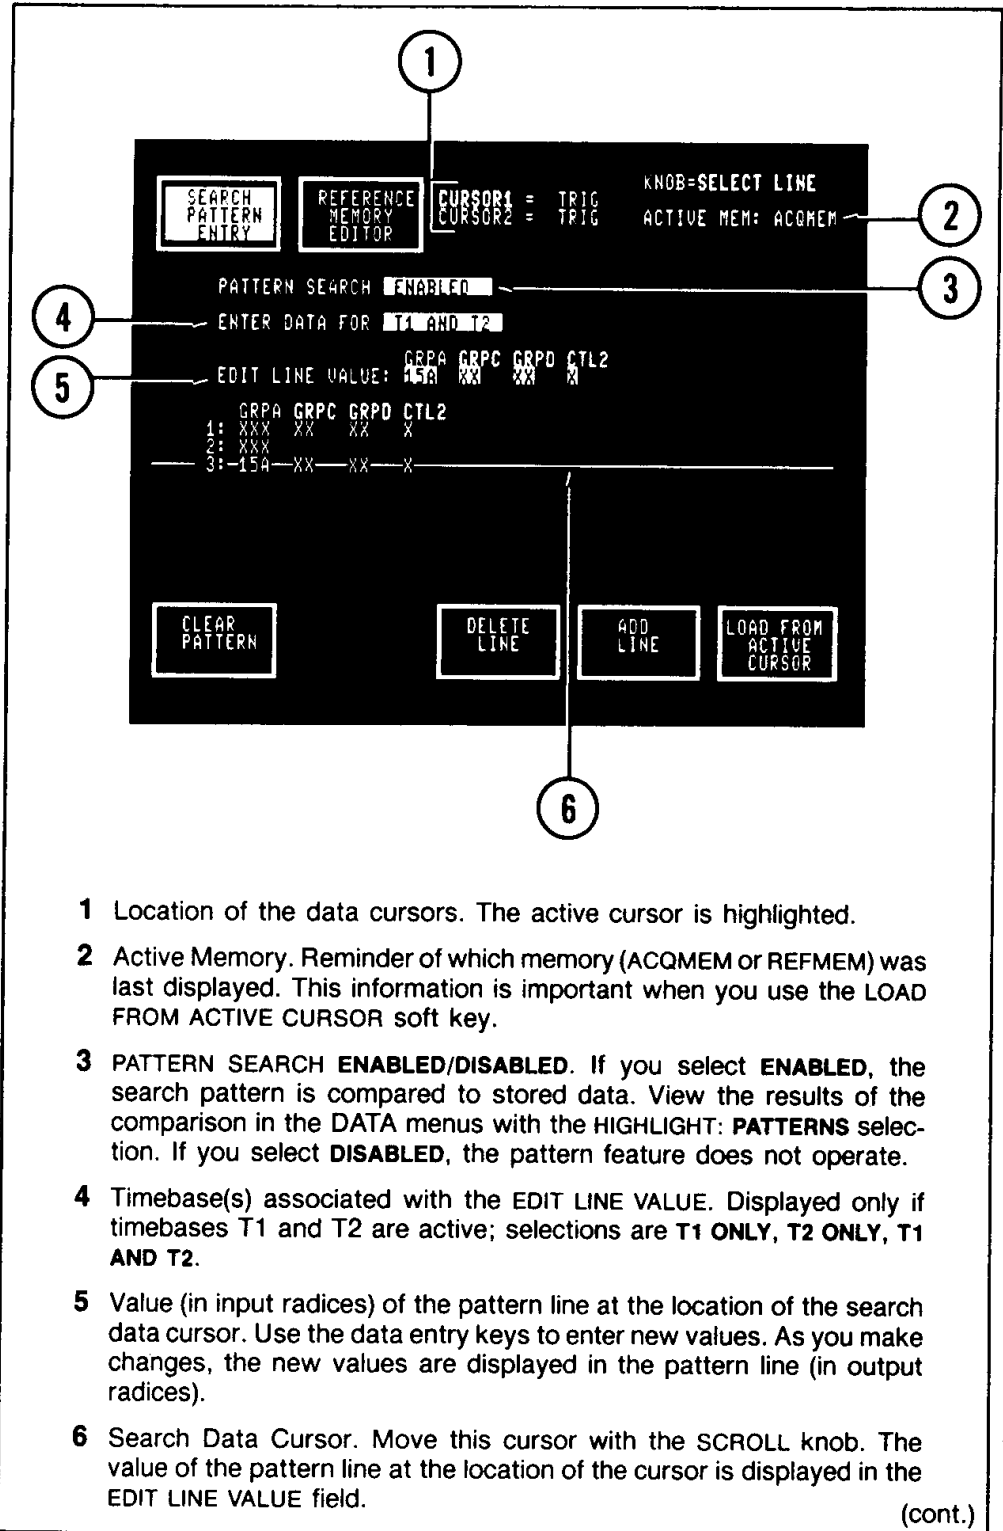 1
SEARCH
PATTERN
ENTRY
REFERENCE
MEMORY
EDITOR
CURSOR1 = TRIG
CURSOR2 = TRIG
KNOB=SELECT LINE
ACTIVE MEM: ACQMEM
2
PATTERN SEARCH ENABLED
3
4
ENTER DATA FOR T1 AND T2
GRPA GRPC GRPD CTL2
5
EDIT LINE VALUE: 15A XX XX X
GRPA GRPC GRPD CTL2
1: XXX XX XX X
2: XXX
3: 15A XX XX X
CLEAR
PATTERN
DELETE
LINE
ADD
LINE
LOAD FROM
ACTIVE
CURSOR
6
1 Location of the data cursors. The active cursor is highlighted.
2 Active Memory. Reminder of which memory (ACQMEM or REFMEM) was
last displayed. This information is important when you use the LOAD
FROM ACTIVE CURSOR soft key.
3 PATTERN SEARCH ENABLED/DISABLED. If you select ENABLED, the
search pattern is compared to stored data. View the results of the
comparison in the DATA menus with the HIGHLIGHT: PATTERNS selec-
tion. If you select DISABLED, the pattern feature does not operate.
4 Timebase(s) associated with the EDIT LINE VALUE. Displayed only if
timebases T1 and T2 are active; selections are T1 ONLY, T2 ONLY, T1
AND T2.
5 Value (in input radices) of the pattern line at the location of the search
data cursor. Use the data entry keys to enter new values. As you make
changes, the new values are displayed in the pattern line (in output
radices).
6 Search Data Cursor. Move this cursor with the SCROLL knob. The
value of the pattern line at the location of the cursor is displayed in the
EDIT LINE VALUE field.
(cont.)